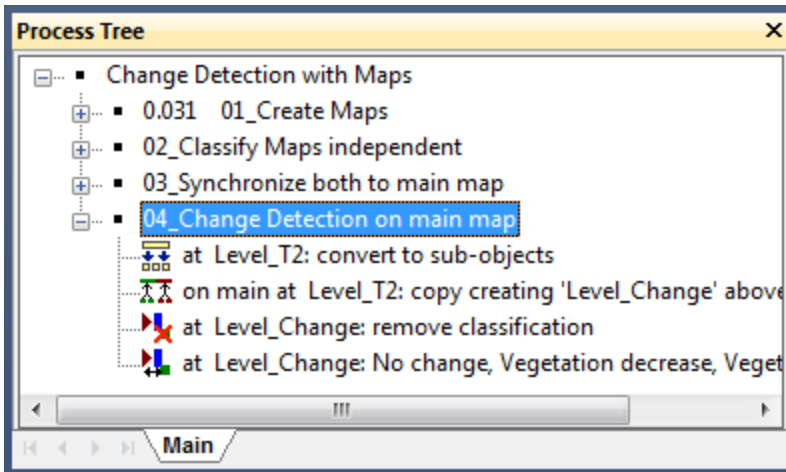 Process Tree
Change Detection with Maps
0.031 01_Create Maps
02_Classify Maps independent
03_Synchronize both to main map
04_Change Detection on main map
at Level_T2: convert to sub-objects
on main at Level_T2: copy creating 'Level_Change' above
at Level_Change: remove classification
at Level_Change: No change, Vegetation decrease, Veget
Main